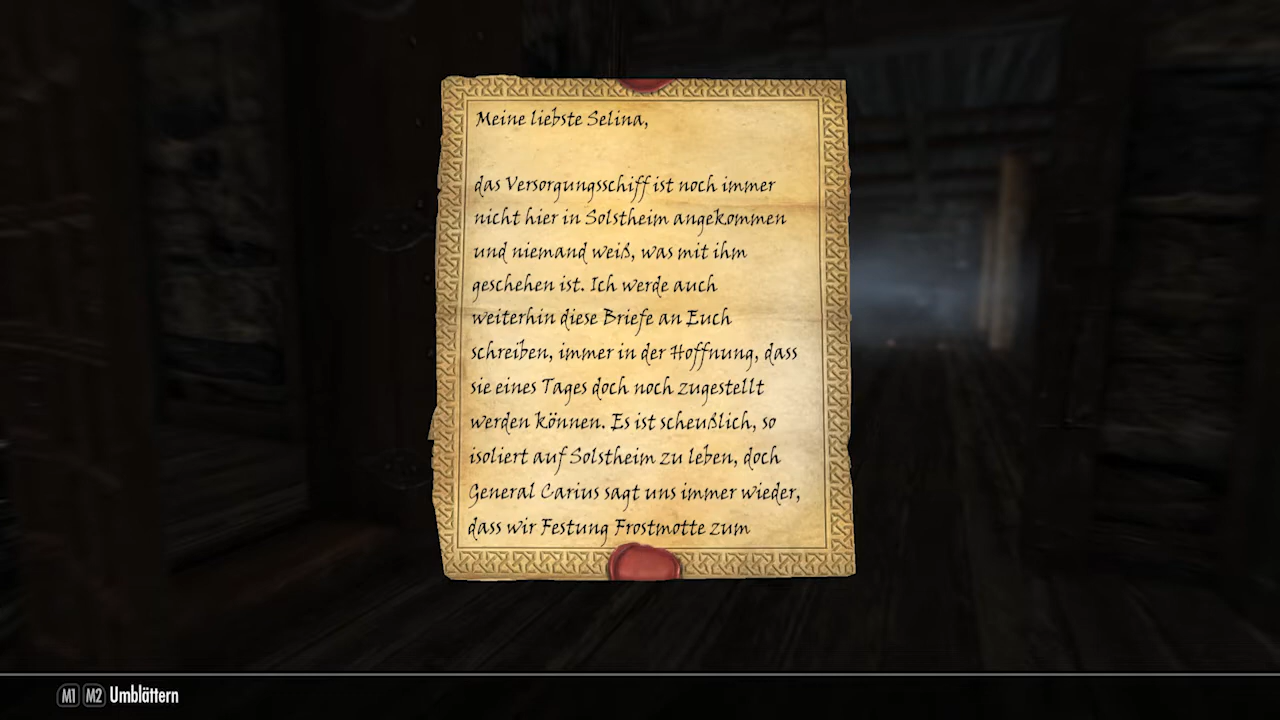 Meine liebste Selina,
das Versorgungsschiff ist noch immer
nicht hier in Solstheim angekommen
und niemand weiß, was mit ihm
geschehen ist. Ich werde auch
weiterhin diese Briefe an Euch
schreiben, immer in der Hoffnung, dass
sie eines Tages doch noch zugestellt
werden können. Es ist scheußlich, so
isoliert auf Solstheim zu leben, doch
General Carius sagt uns immer wieder,
dass wir Festung Frostmotte zum
M1 M2 Umblättern